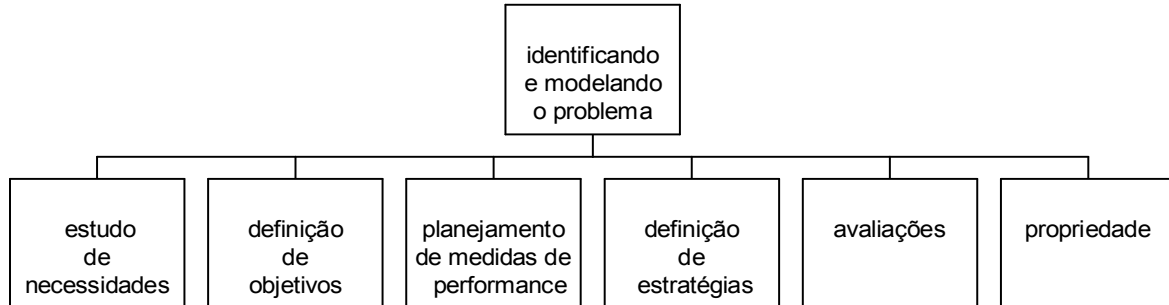 identificando
e modelando
o problema
estudo
de
necessidades
definição
de
objetivos
planejamento
de medidas de
performance
definição
de
estratégias
avaliações
propriedade